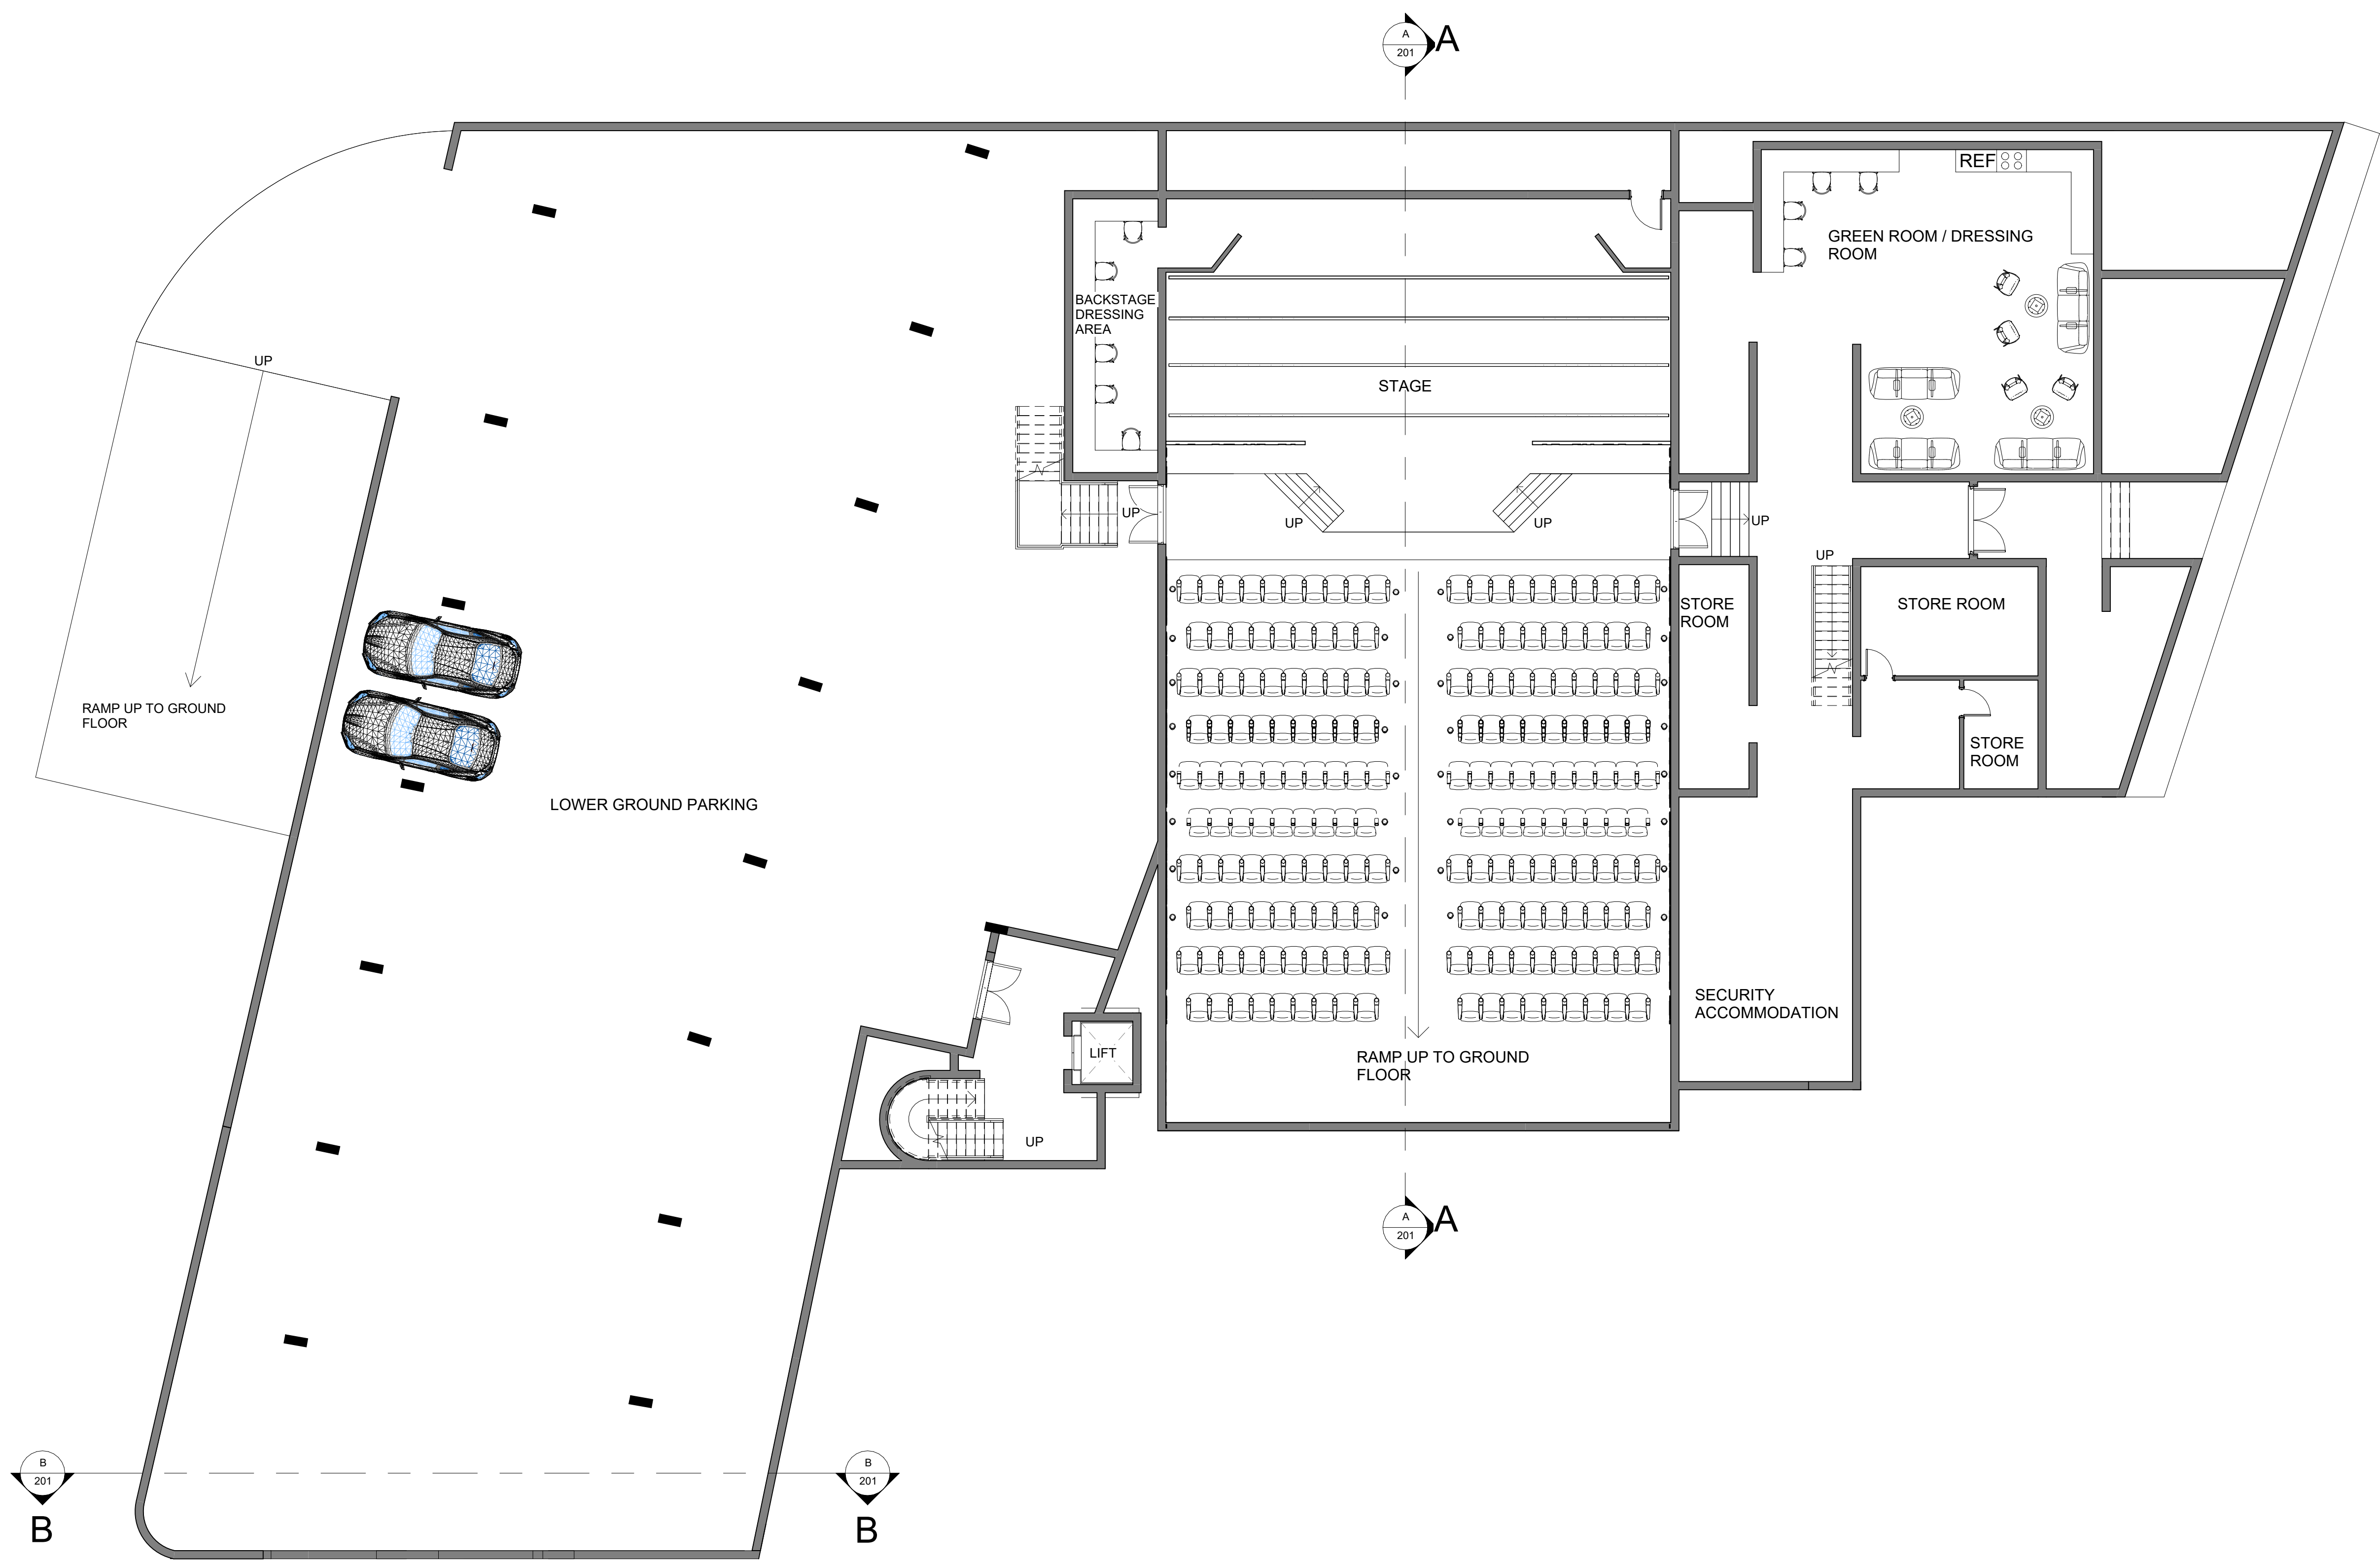 A
201
A
REF
GREEN ROOM / DRESSING
ROOM
BACKSTAGE
DRESSING
AREA
UP
STAGE
UP
UP
UP
UP
UP
STORE
ROOM
STORE ROOM
RAMP UP TO GROUND
FLOOR
STORE
ROOM
LOWER GROUND PARKING
SECURITY
ACCOMMODATION
LIFT
RAMP UP TO GROUND
FLOOR
UP
A
201
A
B
201
B
B
201
B